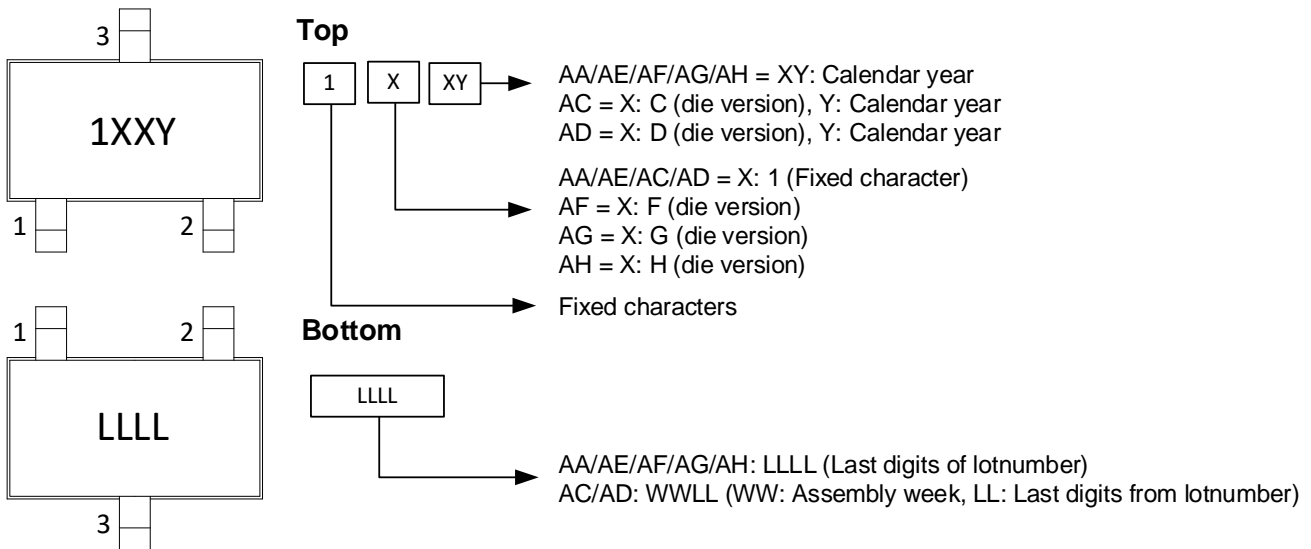 3
1XXY
1
2
Top
1
X
XY
AA/AE/AF/AG/AH = XY: Calendar year
AC = X: C (die version), Y: Calendar year
AD = X: D (die version), Y: Calendar year
AA/AE/AC/AD = X: 1 (Fixed character)
AF = X: F (die version)
AG = X: G (die version)
AH = X: H (die version)
Fixed characters
1
2
LLLL
3
Bottom
LLLL
AA/AE/AF/AG/AH: LLLL (Last digits of lotnumber)
AC/AD: WWLL (WW: Assembly week, LL: Last digits from lotnumber)